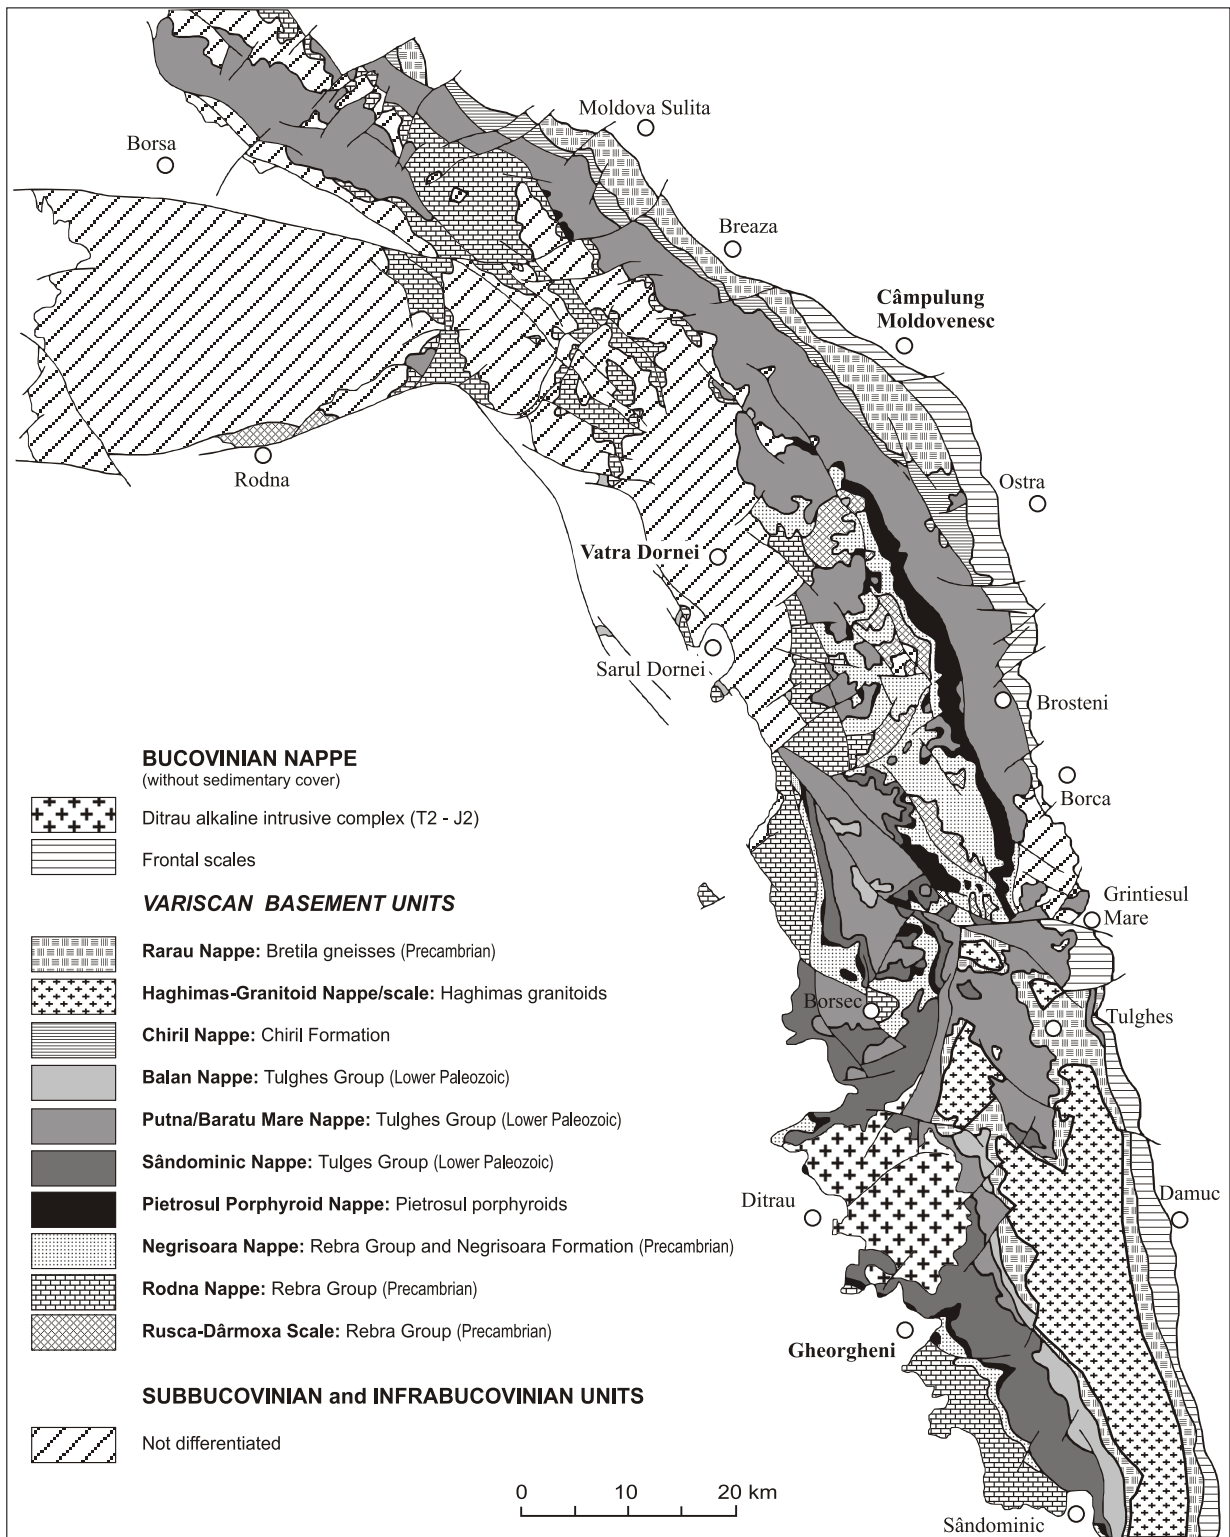 Moldova Sulita
Borsa
Breaza
Câmpulung
Moldovenesc
Rodna
Ostra
Vatra Dornei
Sarul Dornei
Brosteni
BUCOVINIAN NAPPE
(without sedimentary cover)
Borca
Ditrau alkaline intrusive complex (T2 - J2)
Frontal scales
VARISCAN BASEMENT UNITS
Grintiesul
Mare
Rarau Nappe: Bretila gneisses (Precambrian)
Haghimas-Granitoid Nappe/scale: Haghimas granitoids
Borsec
Tulghes
Chiril Nappe: Chiril Formation
Balan Nappe: Tulghes Group (Lower Paleozoic)
Putna/Baratu Mare Nappe: Tulghes Group (Lower Paleozoic)
Sândominic Nappe: Tulges Group (Lower Paleozoic)
Ditrau
Damuc
Pietrosul Porphyroid Nappe: Pietrosul porphyroids
Negrisoara Nappe: Rebra Group and Negrisoara Formation (Precambrian)
Rodna Nappe: Rebra Group (Precambrian)
Rusca-Dârmoxa Scale: Rebra Group (Precambrian)
Gheorgheni
SUBBUCOVINIAN and INFRABUCOVINIAN UNITS
Not differentiated
0 10 20 km
Sândominic